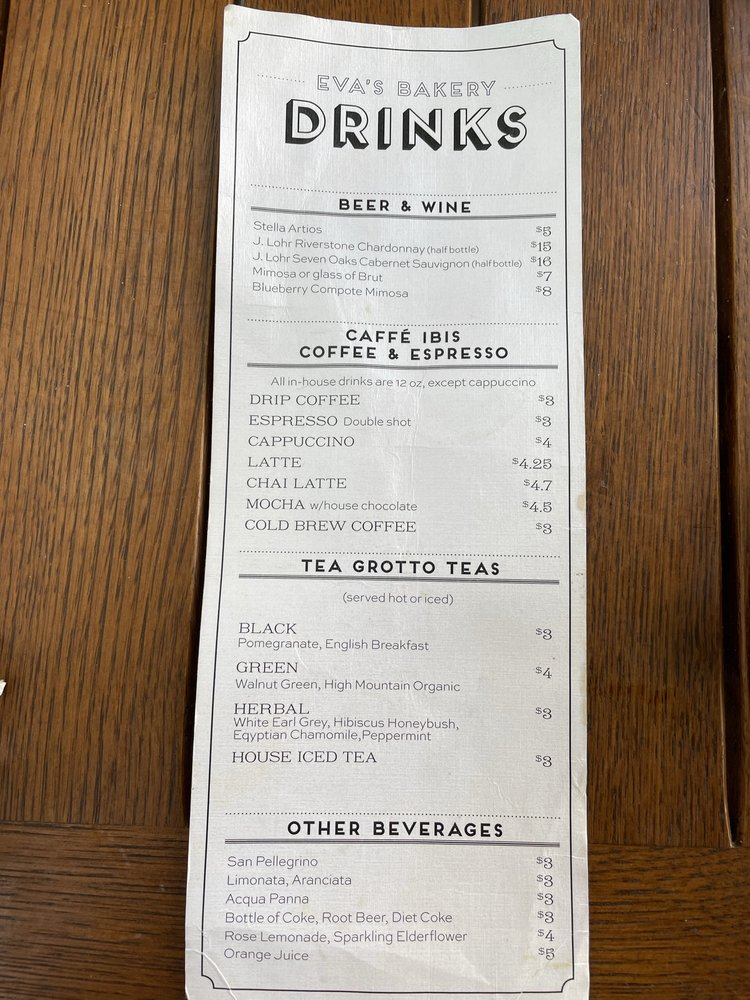 EVA'S BAKERY
DRINKS
BEER & WINE
Stella Artios $5
J. Lohr Riverstone Chardonnay (half bottle) $15
J. Lohr Seven Oaks Cabernet Sauvignon (half bottle) $16
Mimosa or glass of Brut $7
Blueberry Compote Mimosa $8
CAFFÉ IBIS
COFFEE & ESPRESSO
All in-house drinks are 12 oz, except cappuccino
DRIP COFFEE $3
ESPRESSO Double shot $3
CAPPUCCINO $4
LATTE $4.25
CHAI LATTE $4.7
MOCHA w/house chocolate $4.5
COLD BREW COFFEE $3
TEA GROTTO TEAS
(served hot or iced)
BLACK $3
Pomegranate, English Breakfast
GREEN $4
Walnut Green, High Mountain Organic
HERBAL $3
White Earl Grey, Hibiscus Honeybush,
Eqyptian Chamomile,Peppermint
HOUSE ICED TEA $3
OTHER BEVERAGES
San Pellegrino $3
Limonata, Aranciata $3
Acqua Panna $3
Bottle of Coke, Root Beer, Diet Coke $3
Rose Lemonade, Sparkling Elderflower $4
Orange Juice $5